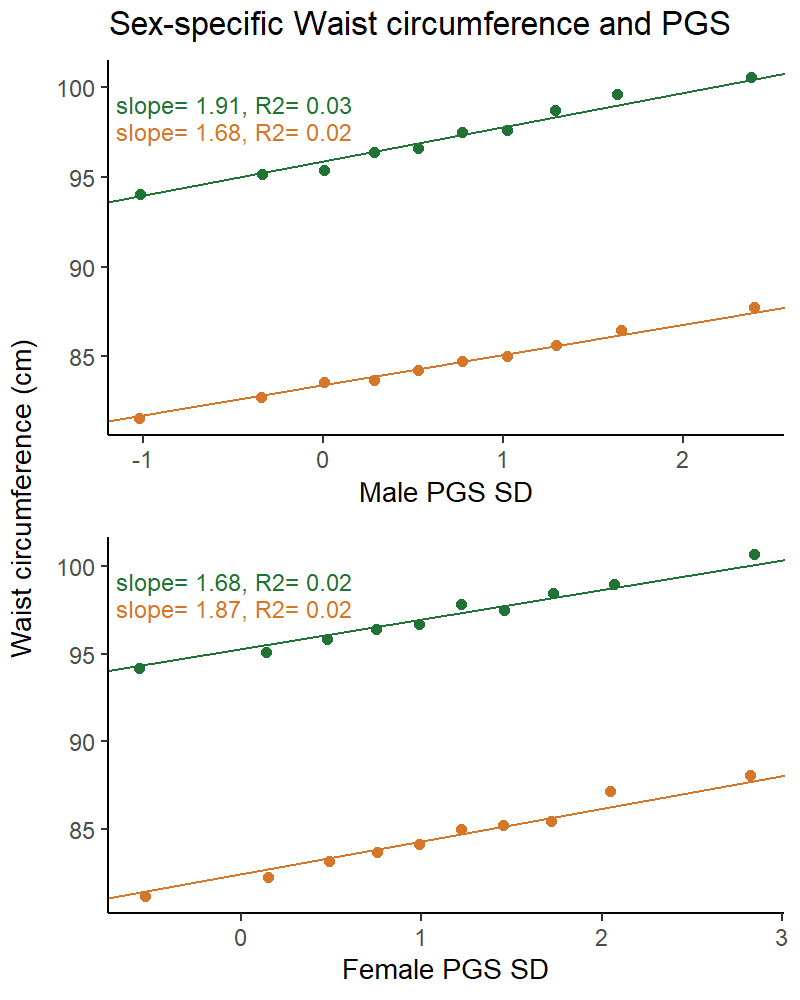 Sex-specific Waist circumference and PGS
Waist circumference (cm)
100
95
90
85
slope= 1.91, R2= 0.03
slope= 1.68, R2= 0.02
-1
0
1
2
Male PGS SD
100
95
90
85
slope= 1.68, R2= 0.02
slope= 1.87, R2= 0.02
0
1
2
3
Female PGS SD